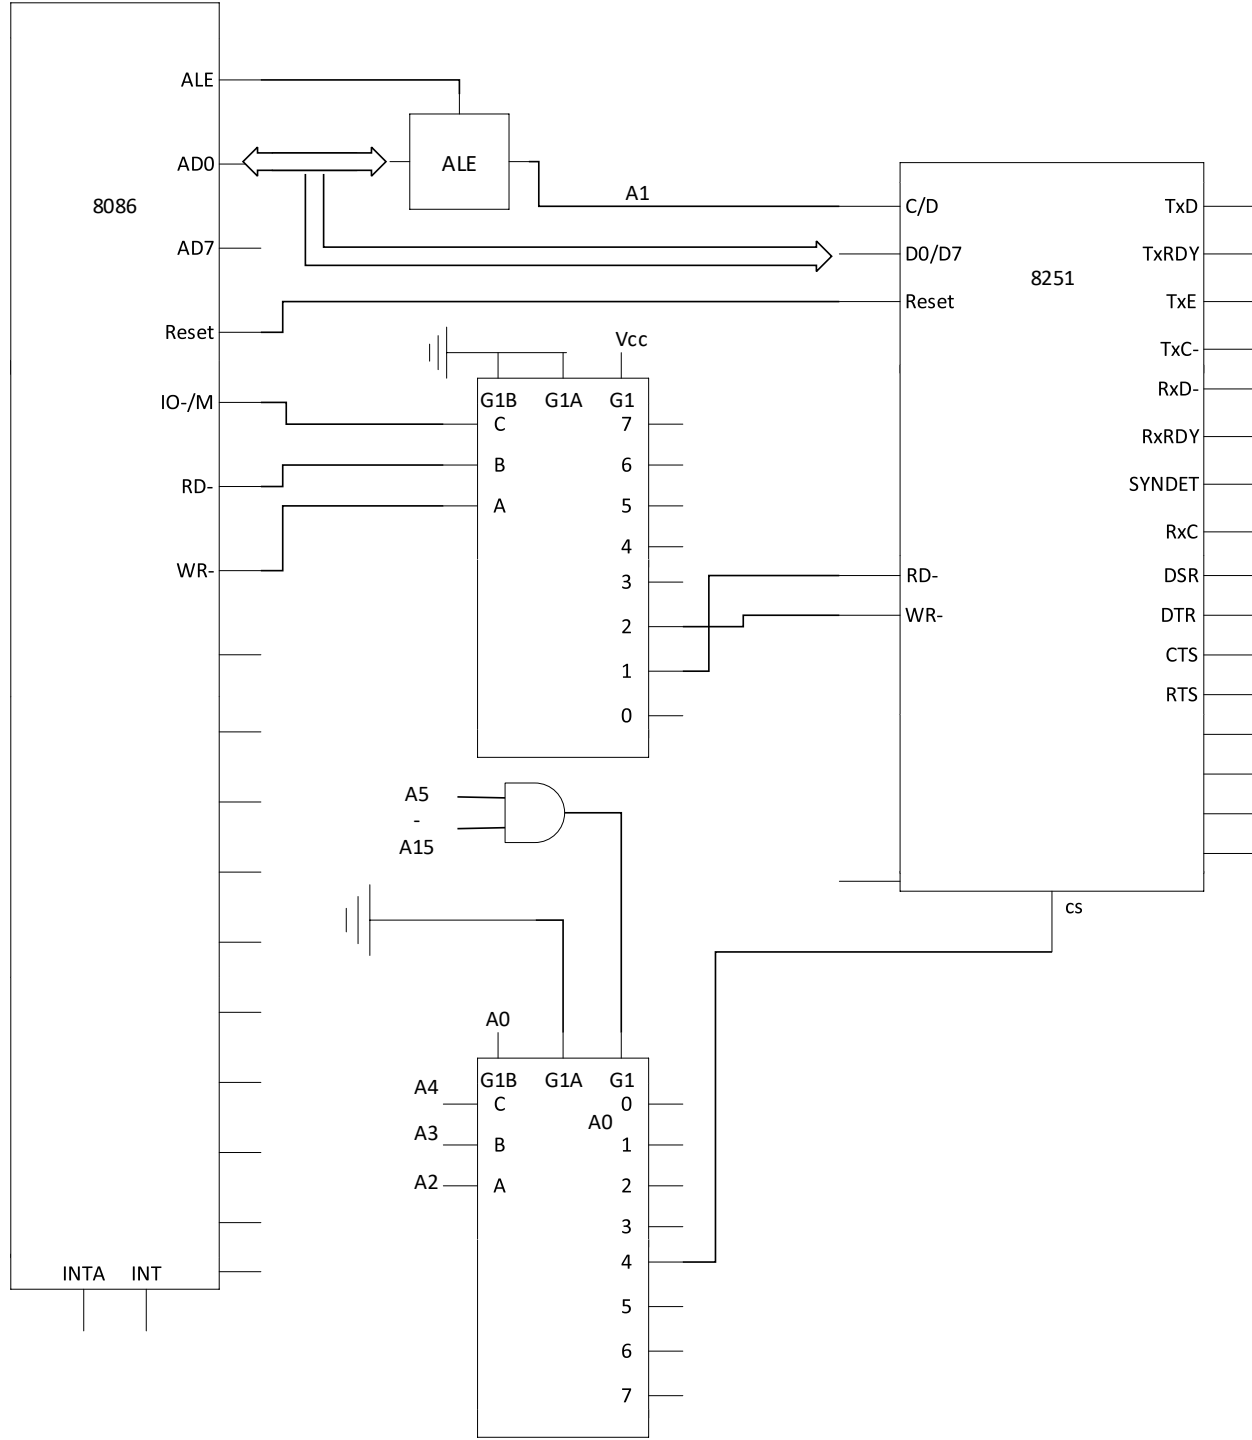 8086
ALE
AD0
AD7
Reset
IO-/M
RD-
WR-
INTA
INT
ALE
A1
Vcc
G1B
G1A
G1
C
B
A
7
6
5
4
3
2
1
0
A5
-
A15
A0
A4
A3
A2
G1B
G1A
G1
C
B
A
A0
0
1
2
3
4
5
6
7
8251
C/D
D0/D7
Reset
RD-
WR-
TxD
TxRDY
TxE
TxC-
RxD-
RxRDY
SYNDET
RxC
DSR
DTR
CTS
RTS
cs